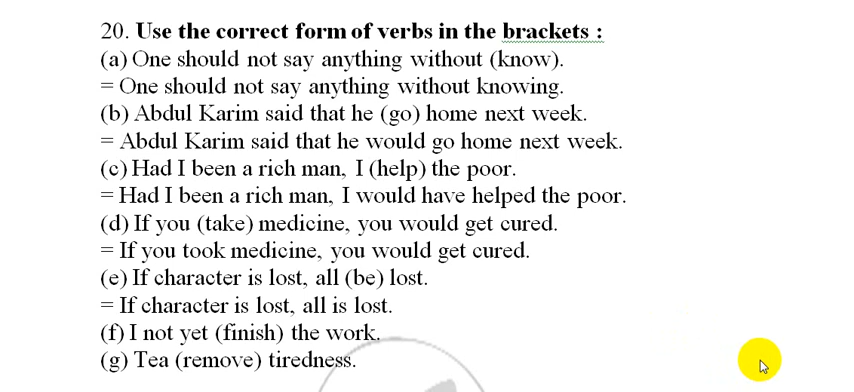 20. Use the correct form of verbs in the brackets :
(a) One should not say anything without (know).
= One should not say anything without knowing.
(b) Abdul Karim said that he (go) home next week.
= Abdul Karim said that he would go home next week.
(c) Had I been a rich man, I (help) the poor.
= Had I been a rich man, I would have helped the poor.
(d) If you (take) medicine, you would get cured.
= If you took medicine, you would get cured.
(e) If character is lost, all (be) lost.
= If character is lost, all is lost.
(f) I not yet (finish) the work.
(g) Tea (remove) tiredness.